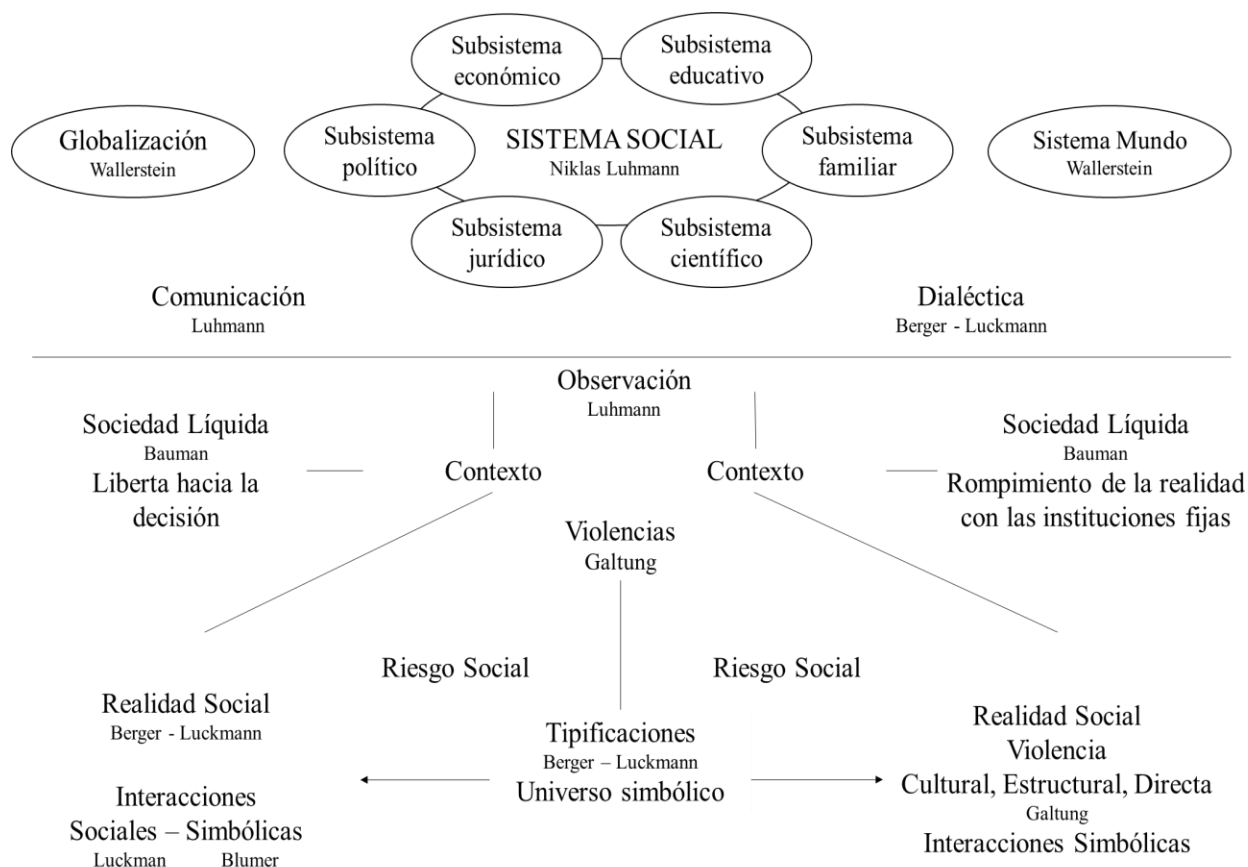 Subsistema
económico
Subsistema
educativo
Globalización
Wallerstein
Subsistema
político
SISTEMA SOCIAL
Niklas Luhmann
Subsistema
familiar
Sistema Mundo
Wallerstein
Subsistema
jurídico
Subsistema
científico
Comunicación
Luhmann
Dialéctica
Berger - Luckmann
Observación
Luhmann
Sociedad Líquida
Bauman
Liberta hacia la
decisión
Contexto
Contexto
Sociedad Líquida
Bauman
Rompimiento de la realidad
con las instituciones fijas
Violencias
Galtung
Riesgo Social
Riesgo Social
Realidad Social
Berger - Luckmann
Interacciones
Sociales – Simbólicas
Luckman Blumer
Tipificaciones
Berger – Luckmann
Universo simbólico
Realidad Social
Violencia
Cultural, Estructural, Directa
Galtung
Interacciones Simbólicas